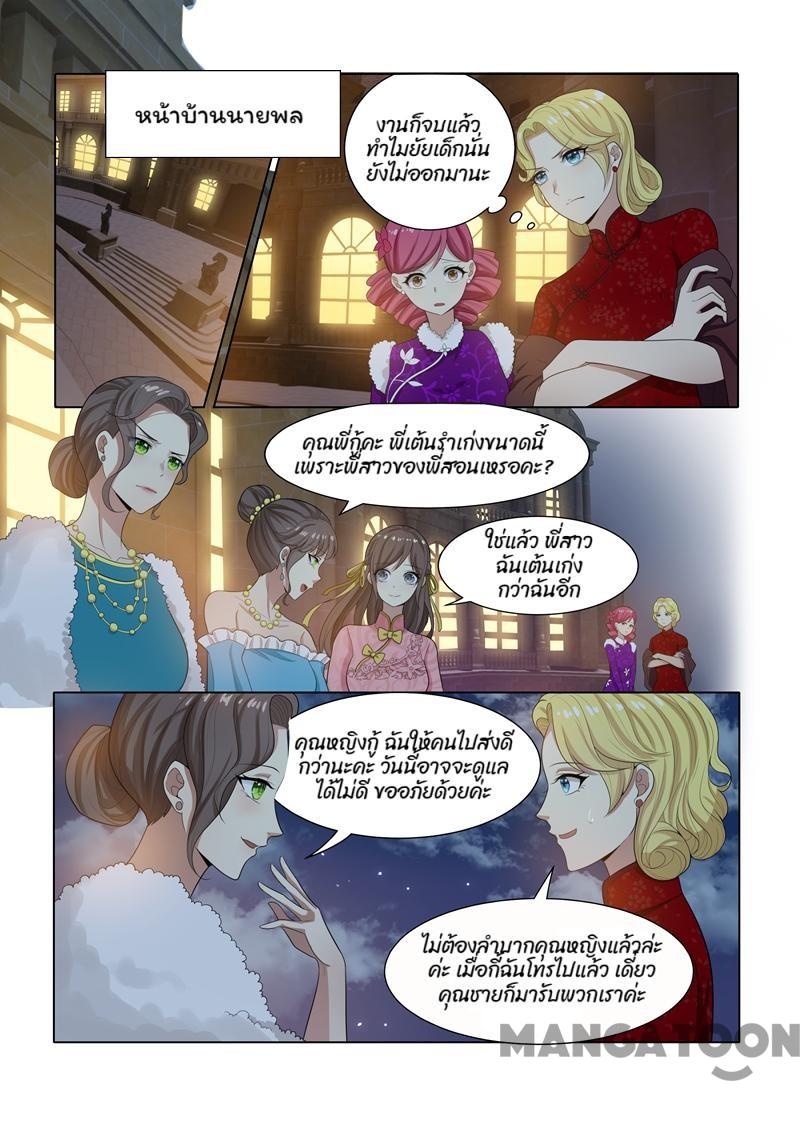 หน้าบ้านนายพล
งานก็จบแล้ว
ทำไมยัยเด็กนั่น
ยังไม่ออกมานะ
คุณพี่กู้คะ พี่เต้นรำเก่งขนาดนี้
เพราะพี่สาวของพี่สอนเหรอคะ?
ใช่แล้ว พี่สาว
ฉันเต้นเก่ง
กว่าฉันอีก
คุณหญิงกู้ ฉันให้คนไปส่งดี
กว่านะคะ วันนี้อาจจะดูแล
ได้ไม่ดี ขออภัยด้วยค่ะ
ไม่ต้องลำบากคุณหญิงแล้วล่ะ
ค่ะ เมื่อกี้ฉันโทรไปแล้ว เดี๋ยว
คุณชายก็มารับพวกเราค่ะ
MANGATOON